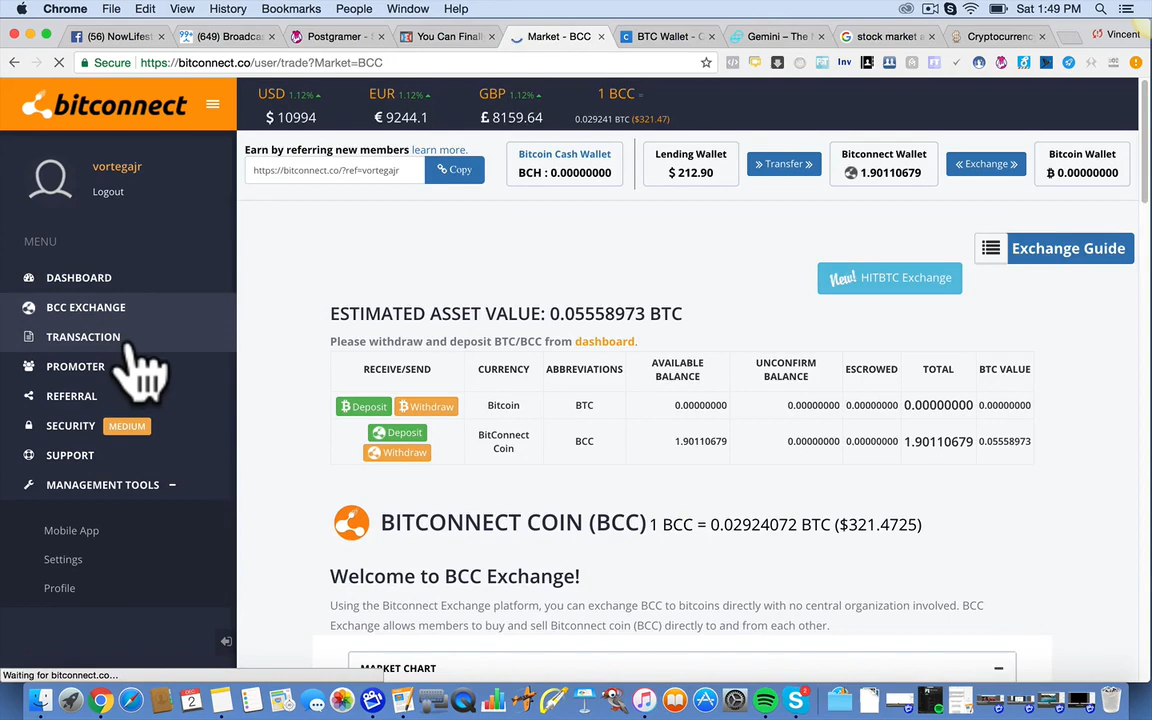 Chrome File Edit View History Bookmarks People Window Help Sat 1:49 PM
(56) NowLifest × (649) Broadcas × Postgramer - S × You Can Finall × Market - BCC × BTC Wallet - C × Gemini – The N × stock market a × Cryptocurrenc × Vincent
Secure https://bitconnect.co/user/trade?Market=BCC
bitconnect
USD 1.12% EUR 1.12% GBP 1.12% 1 BCC =
$ 10994 € 9244.1 £ 8159.64 0.029241 BTC ($321.47)
Earn by referring new members learn more.
https://bitconnect.co/?ref=vortegajr Copy
Bitcoin Cash Wallet
BCH : 0.00000000
Lending Wallet
$ 212.90
» Transfer »
Bitconnect Wallet
1.90110679
« Exchange »
Bitcoin Wallet
0.00000000
vortegajr
Logout
MENU
DASHBOARD
BCC EXCHANGE
TRANSACTION
PROMOTER
REFERRAL
SECURITY MEDIUM
SUPPORT
MANAGEMENT TOOLS −
Mobile App
Settings
Profile
Exchange Guide
New! HITBTC Exchange
ESTIMATED ASSET VALUE: 0.05558973 BTC
Please withdraw and deposit BTC/BCC from dashboard.
RECEIVE/SEND CURRENCY ABBREVIATIONS AVAILABLE BALANCE UNCONFIRM BALANCE ESCROWED TOTAL BTC VALUE
Deposit Withdraw Bitcoin BTC 0.00000000 0.00000000 0.00000000 0.00000000 0.00000000
Deposit Withdraw BitConnect Coin BCC 1.90110679 0.00000000 0.00000000 1.90110679 0.05558973
BITCONNECT COIN (BCC) 1 BCC = 0.02924072 BTC ($321.4725)
Welcome to BCC Exchange!
Using the Bitconnect Exchange platform, you can exchange BCC to bitcoins directly with no central organization involved. BCC
Exchange allows members to buy and sell Bitconnect coin (BCC) directly to and from each other.
MARKET CHART −
Waiting for bitconnect.co...